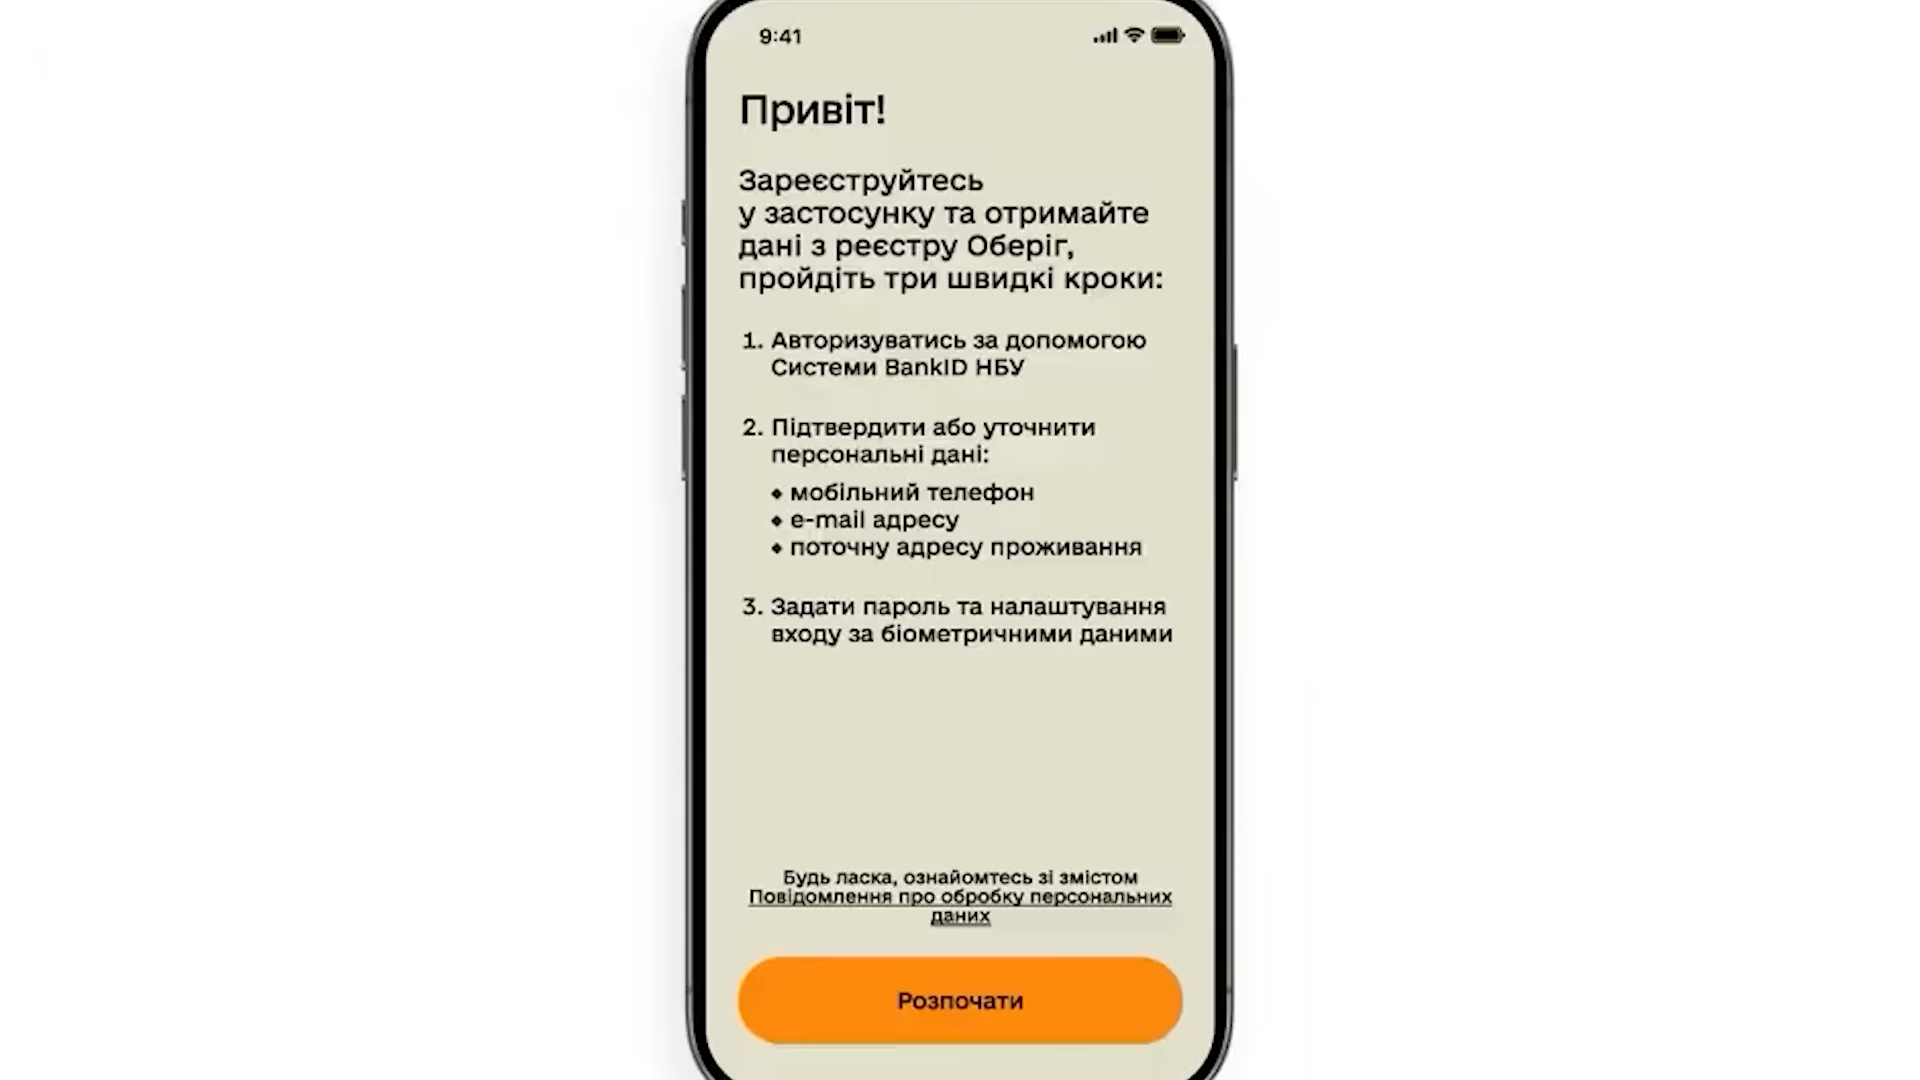 9:41
Привіт!
Зареєструйтесь
у застосунку та отримайте
дані з реєстру Оберіг,
пройдіть три швидкі кроки:
1. Авторизуватись за допомогою
Системи BankID НБУ
2. Підтвердити або уточнити
персональні дані:
• мобільний телефон
• e-mail адресу
• поточну адресу проживання
3. Задати пароль та налаштування
входу за біометричними даними
Будь ласка, ознайомтесь зі змістом
Повідомлення про обробку персональних
даних
Розпочати